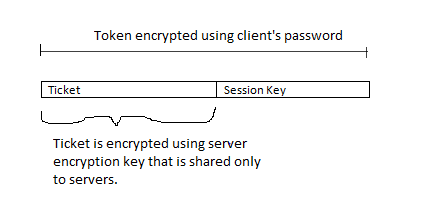 Token encrypted using client's password
Ticket
Session Key
Ticket is encrypted using server
encryption key that is shared only
to servers.